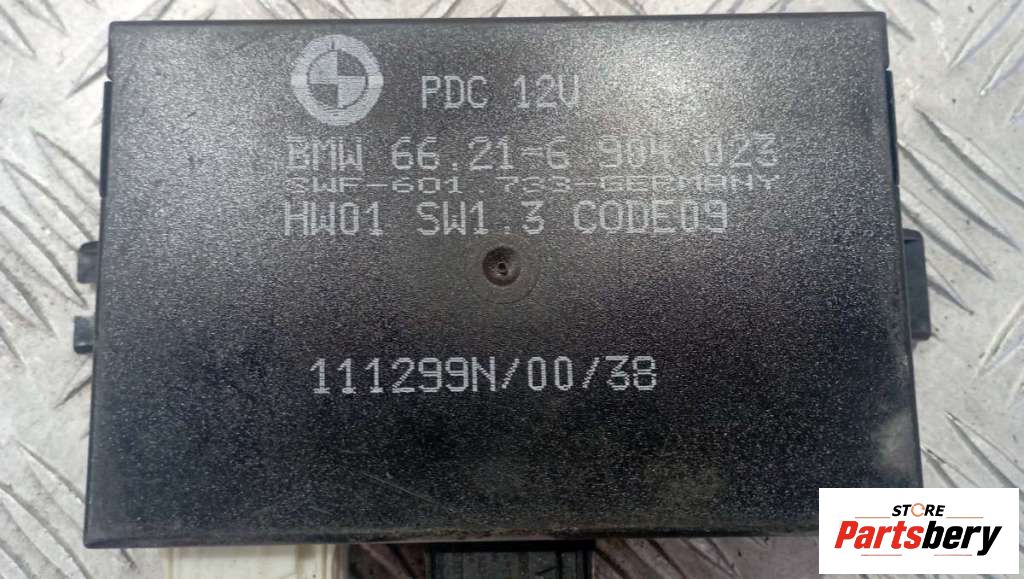 PDC 12V
BMW 66.21-6 904 023
SWF-601.733-GERMANY
HW01 SW1.3 CODE09
111299N/00/38
STORE
Partsbery